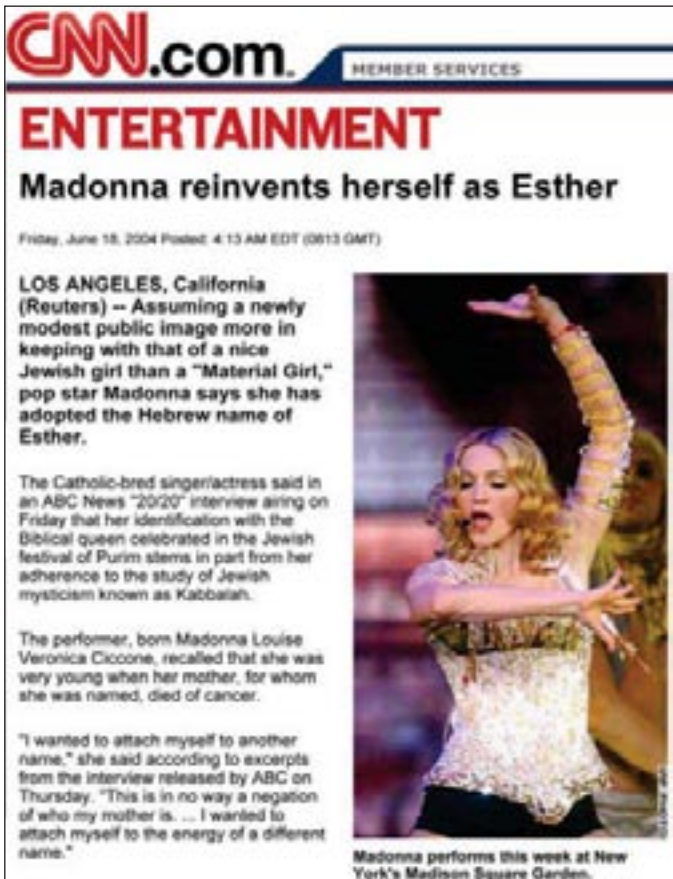 CNN.com
MEMBER SERVICES
ENTERTAINMENT
Madonna reinvents herself as Esther
Friday, June 18, 2004 Posted: 4:13 AM EDT (0813 GMT)
LOS ANGELES, California
(Reuters) -- Assuming a newly
modest public image more in
keeping with that of a nice
Jewish girl than a "Material Girl,"
pop star Madonna says she has
adopted the Hebrew name of
Esther.
The Catholic-bred singer/actress said in
an ABC News "20/20" interview airing on
Friday that her identification with the
Biblical queen celebrated in the Jewish
festival of Purim stems in part from her
adherence to the study of Jewish
mysticism known as Kabbalah.
The performer, born Madonna Louise
Veronica Ciccone, recalled that she was
very young when her mother, for whom
she was named, died of cancer.
"I wanted to attach myself to another
name," she said according to excerpts
from the interview released by ABC on
Thursday. "This is in no way a negation
of who my mother is. ... I wanted to
attach myself to the energy of a different
name."
Madonna performs this week at New
York's Madison Square Garden.